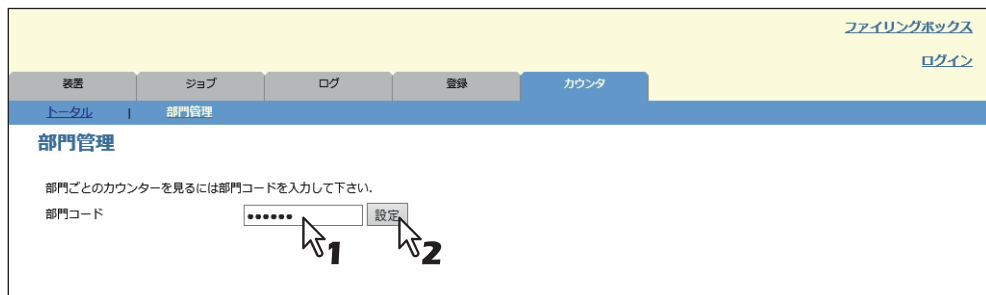 ファイリングボックス
ログイン
装置 ジョブ ログ 登録 カウンタ
トータル | 部門管理
部門管理
部門ごとのカウンターを見るには部門コードを入力して下さい.
部門コード •••••• 設定
1 2